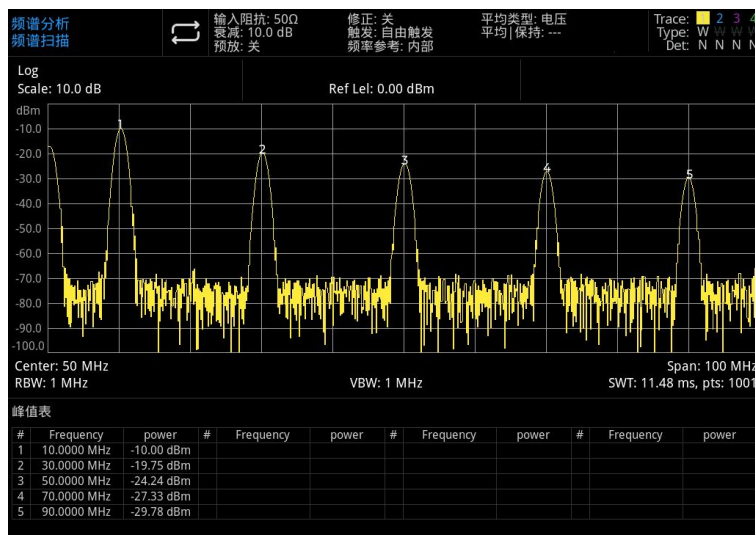 频谱分析
频谱扫描
输入阻抗: 50Ω
衰减: 10.0 dB
预放: 关
修正: 关
触发: 自由触发
频率参考: 内部
平均类型: 电压
平均|保持: ---
Trace: 1 2 3 4
Type: W W W W
Det: N N N N
Log
Scale: 10.0 dB
Ref Lel: 0.00 dBm
dBm
-10.0
-20.0
-30.0
-40.0
-50.0
-60.0
-70.0
-80.0
-90.0
-100.0
1
2
3
4
5
Center: 50 MHz
Span: 100 MHz
RBW: 1 MHz
VBW: 1 MHz
SWT: 11.48 ms, pts: 1001
峰值表
# Frequency power # Frequency power # Frequency power # Frequency power
1 10.0000 MHz -10.00 dBm
2 30.0000 MHz -19.75 dBm
3 50.0000 MHz -24.24 dBm
4 70.0000 MHz -27.33 dBm
5 90.0000 MHz -29.78 dBm